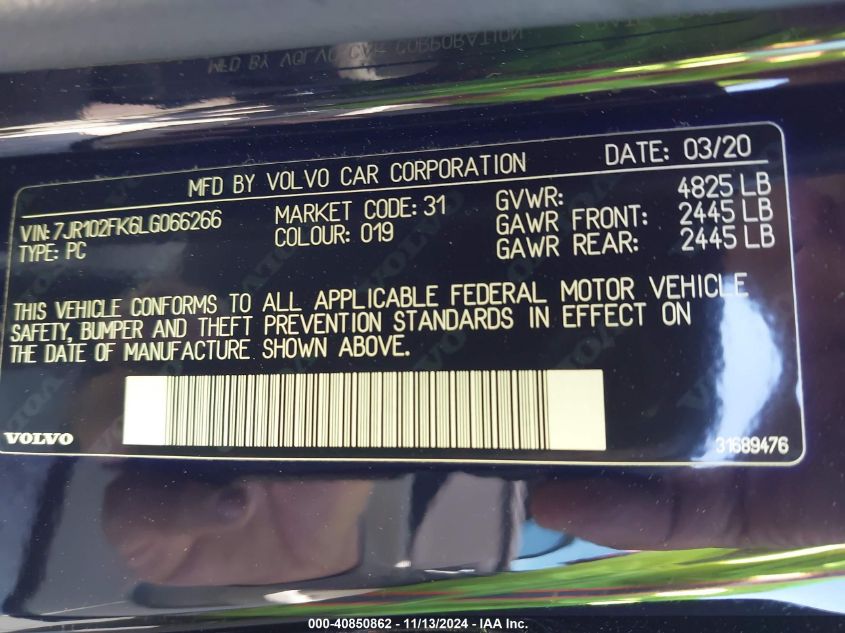 MFD BY VOLVO CAR CORPORATION DATE: 03/20
VIN: 7JR102FK6LG066266 MARKET CODE: 31 GVWR: 4825 LB
TYPE: PC COLOUR: 019 GAWR FRONT: 2445 LB
GAWR REAR: 2445 LB
THIS VEHICLE CONFORMS TO ALL APPLICABLE FEDERAL MOTOR VEHICLE
SAFETY, BUMPER AND THEFT PREVENTION STANDARDS IN EFFECT ON
THE DATE OF MANUFACTURE SHOWN ABOVE.
VOLVO 31689476
000-40850862 - 11/13/2024 - IAA Inc.